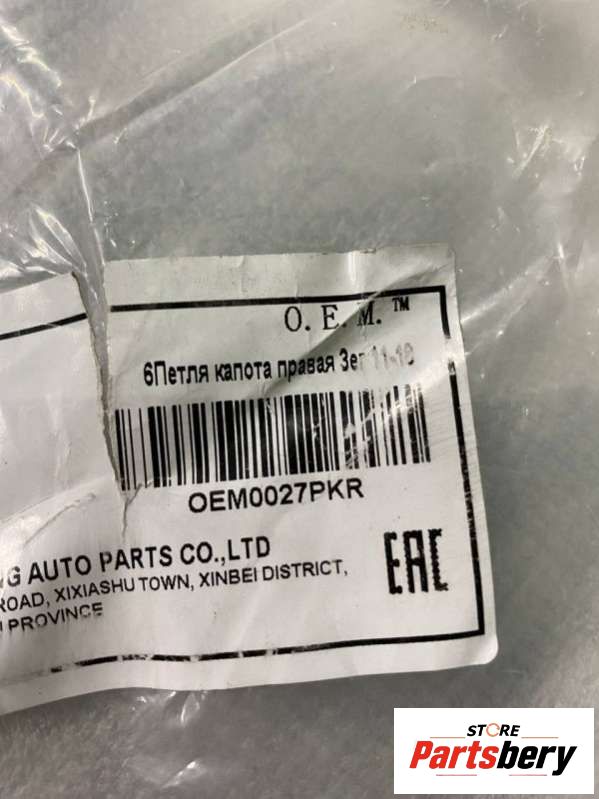 O. E. M.™
6Петля капота правая
OEM0027PKR
AUTO PARTS CO.,LTD
ROAD, XIXIASHU TOWN, XINBEI DISTRICT,
PROVINCE
EAC
STORE
Partsbery